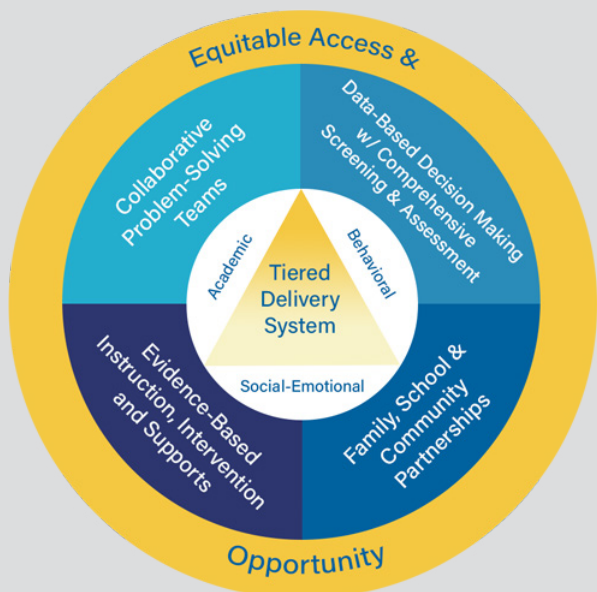 Equitable Access &
Collaborative
Problem-Solving
Teams
Data-Based Decision Making
w/ Comprehensive
Screening & Assessment
Academic
Behavioral
Tiered
Delivery
System
Social-Emotional
Evidence-Based
Instruction, Intervention
and Supports
Family, School &
Community
Partnerships
Opportunity